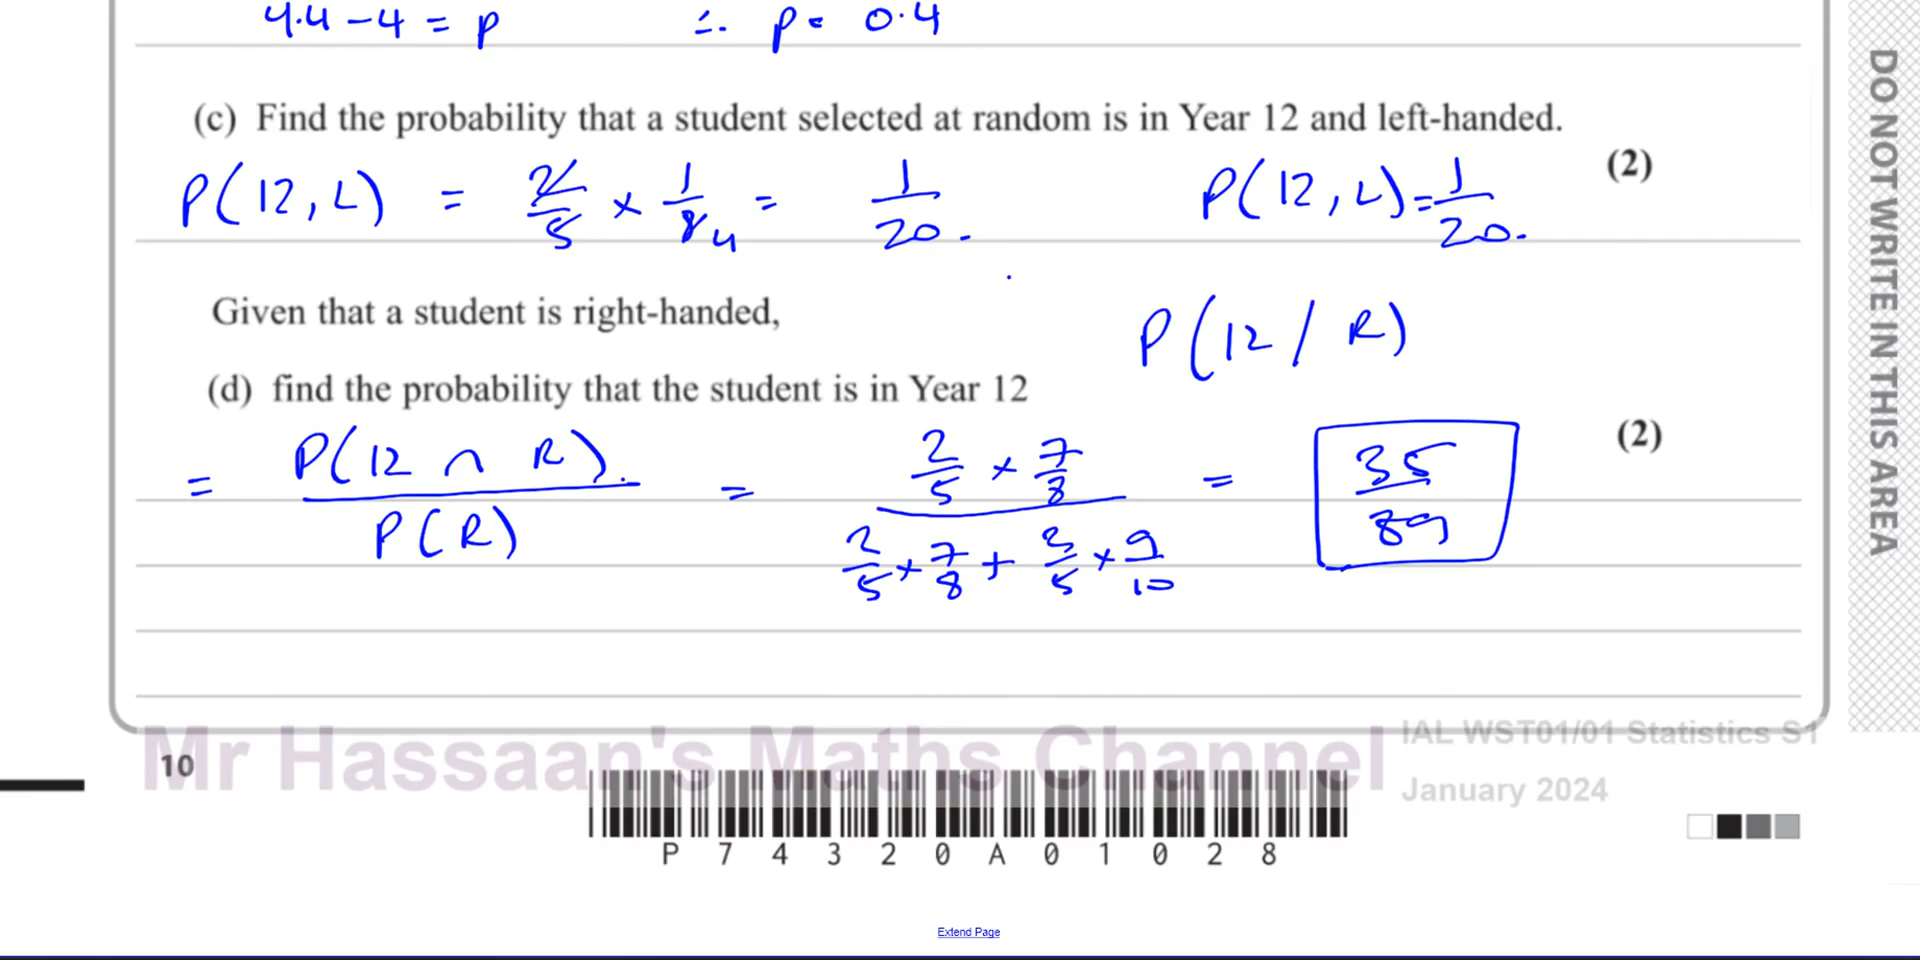 4.4 - 4 = p ∴ p = 0.4
(c) Find the probability that a student selected at random is in Year 12 and left-handed.
(2)
P(12, L) = 2/5 × 1/8 4 = 1/20. P(12, L) = 1/20.
Given that a student is right-handed,
P(12 / R)
(d) find the probability that the student is in Year 12
(2)
= P(12 ∩ R). / P(R) = (2/5 × 7/8) / (2/5 × 7/8 + 3/5 × 9/10) = 35/89
DO NOT WRITE IN THIS AREA
Mr Hassaan's Maths Channel
IAL WST01/01 Statistics S1
January 2024
10
P 7 4 3 2 0 A 0 1 0 2 8
Extend Page